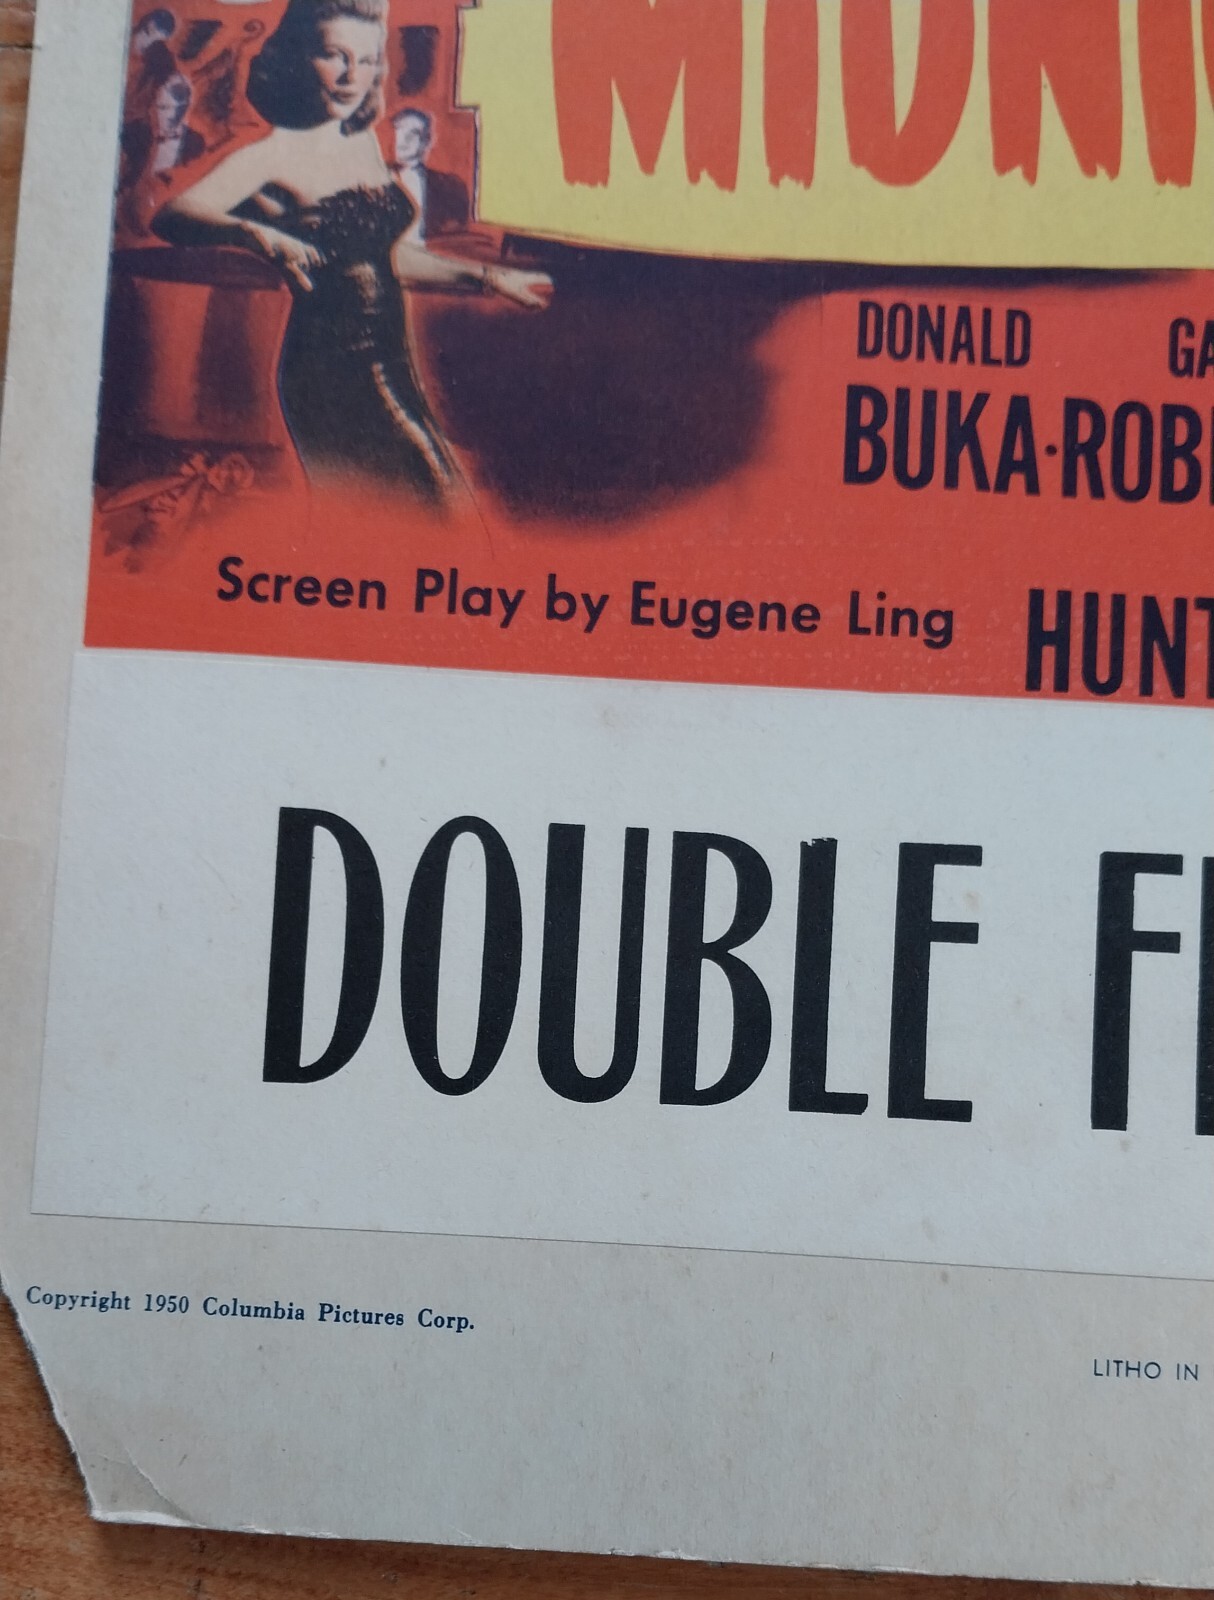 DONALD
BUKA·ROB
Screen Play by Eugene Ling
HUNT
DOUBLE F
Copyright 1950 Columbia Pictures Corp.
LITHO IN